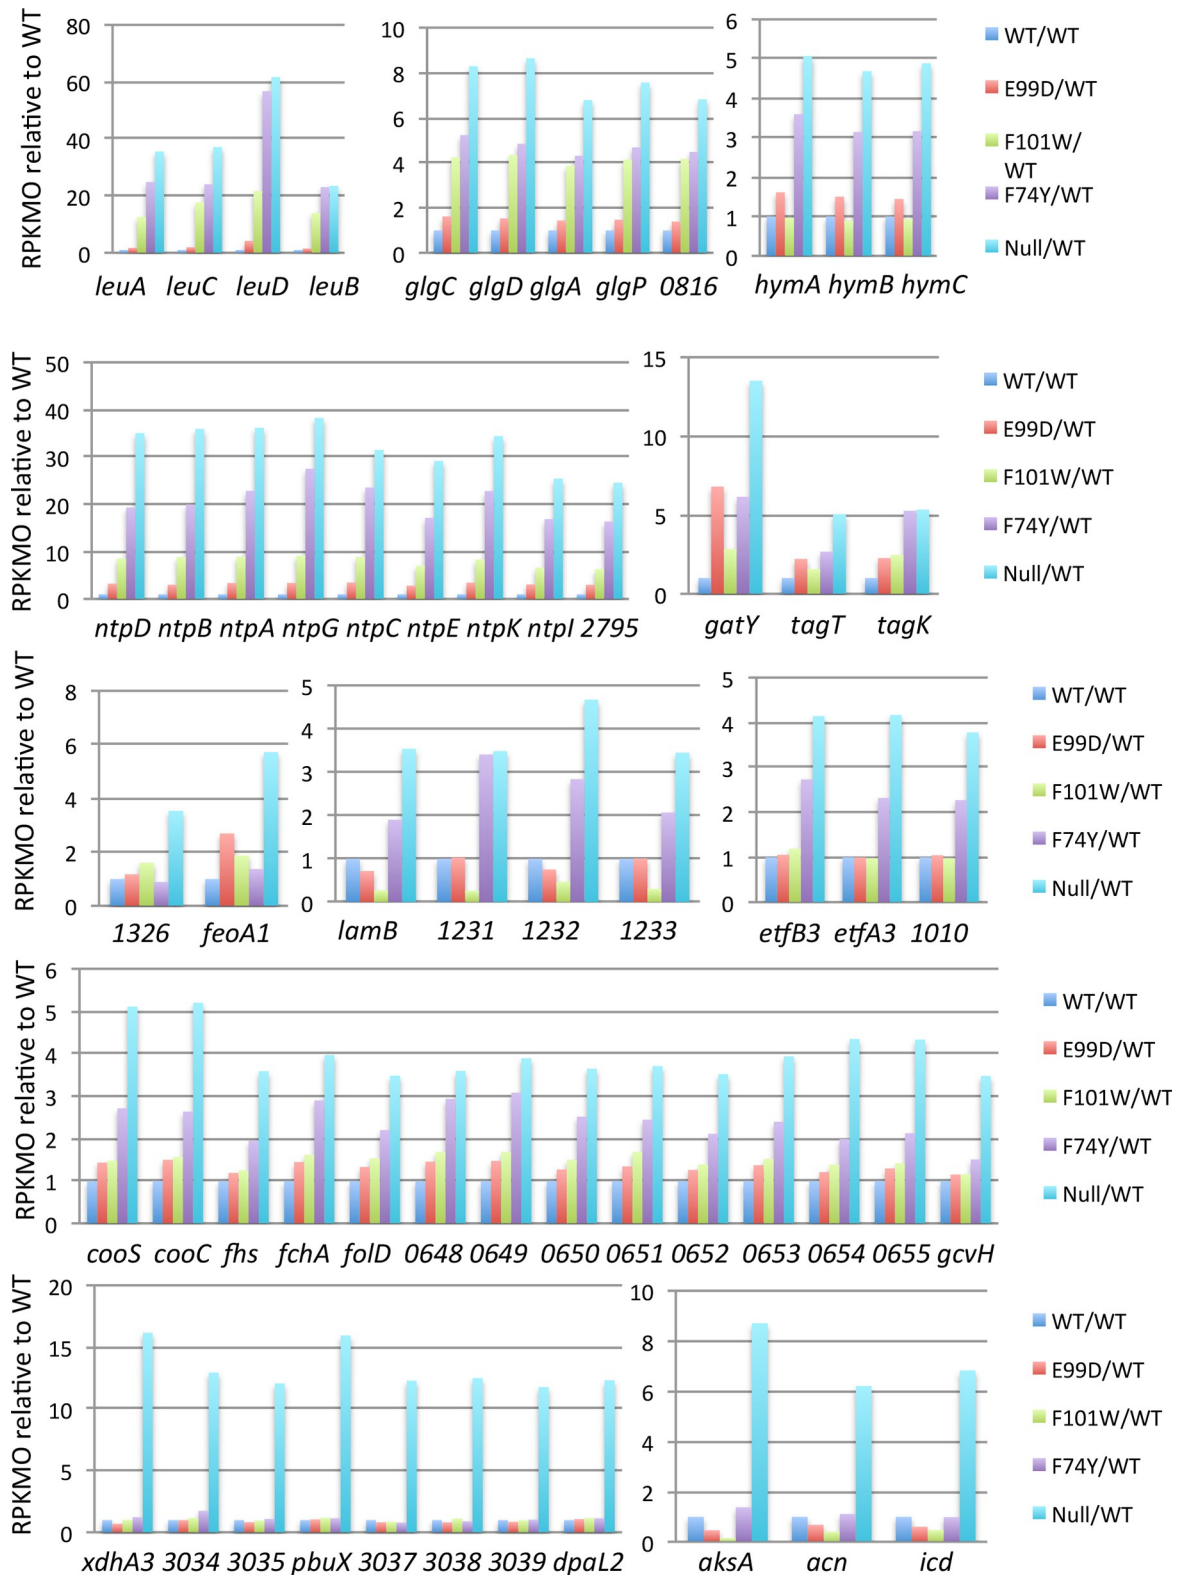 RPKMO relative to WT
80
60
40
20
0
leuA leuC leuD leuB
10
8
6
4
2
0
glgC glgD glgA glgP 0816
6
5
4
3
2
1
0
hymA hymB hymC
WT/WT
E99D/WT
F101W/
WT
F74Y/WT
Null/WT
RPKMO relative to WT
50
40
30
20
10
0
ntpD ntpB ntpA ntpG ntpC ntpE ntpK ntpI 2795
15
10
5
0
gatY tagT tagK
WT/WT
E99D/WT
F101W/WT
F74Y/WT
Null/WT
RPKMO relative to WT
8
6
4
2
0
1326 feoA1
5
4
3
2
1
0
lamB 1231 1232 1233
5
4
3
2
1
0
etfB3 etfA3 1010
WT/WT
E99D/WT
F101W/WT
F74Y/WT
Null/WT
RPKMO relative to WT
6
5
4
3
2
1
0
cooS cooC fhs fchA folD 0648 0649 0650 0651 0652 0653 0654 0655 gcvH
WT/WT
E99D/WT
F101W/WT
F74Y/WT
Null/WT
RPKMO relative to WT
20
15
10
5
0
xdhA3 3034 3035 pbuX 3037 3038 3039 dpaL2
10
8
6
4
2
0
aksA acn icd
WT/WT
E99D/WT
F101W/WT
F74Y/WT
Null/WT